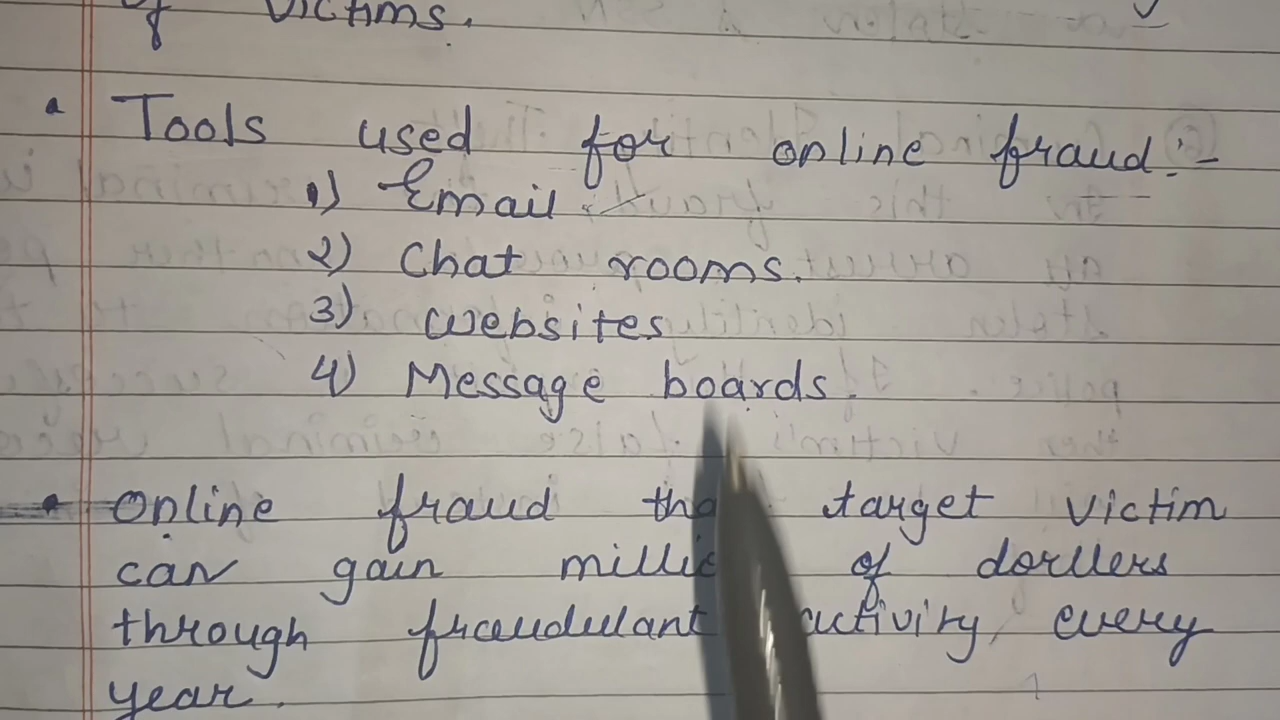 of victims.
• Tools used for online fraud :-
1) Email.
2) Chat rooms.
3) websites
4) Message boards.
• Online fraud target victim
can gain of dorllers
through fraudulant activity every
year.